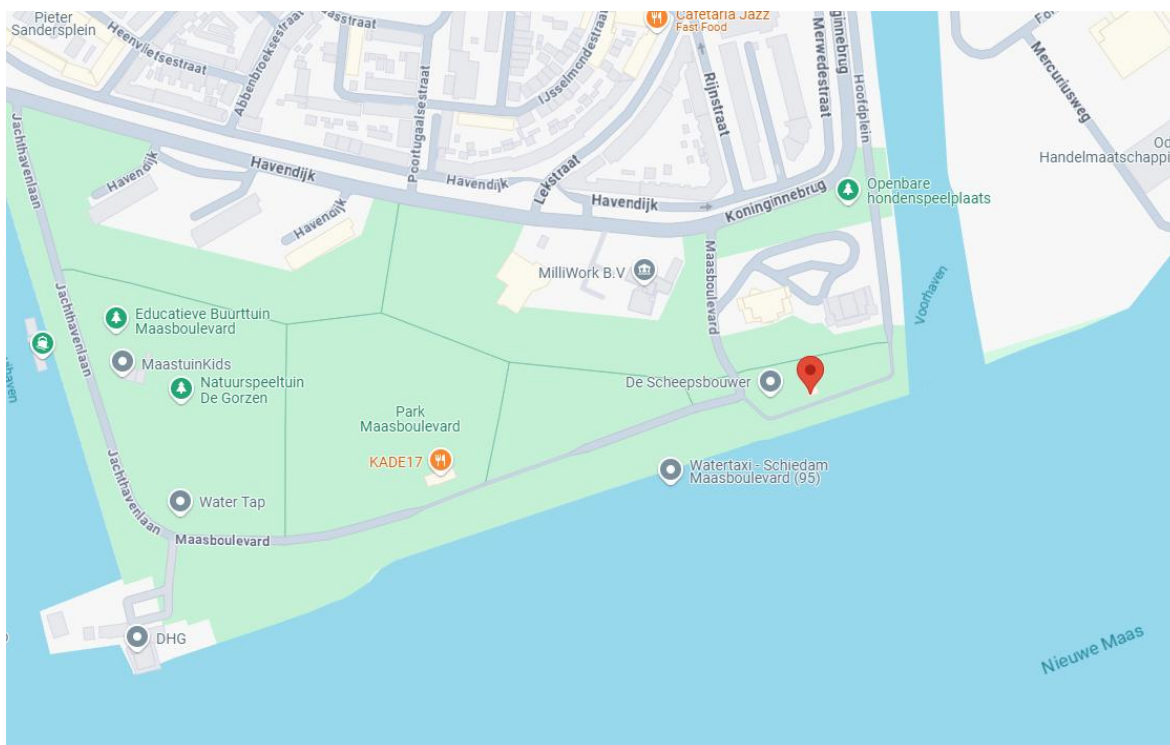 Pieter
Sandersplein
Heenvlietsestraat
Abbenbroeksestraat
Poortugaalsestraat
IJsselmondestraat
Cafetaria Jazz
Fast Food
Rijnstraat
Merwedestraat
Hoofdplein
Mercuriusweg
Handelmaatschappi
Jachthavenlaan
Havendijk
Havendijk
Havendijk
Havendijk
Lekstraat
Havendijk
Koninginnebrug
Openbare
hondenspeelplaats
MilliWork B.V
Maasboulevard
Voorhaven
Jachthavenlaan
Educatieve Buurttuin
Maasboulevard
MaastuinKids
Natuurspeeltuin
De Gorzen
De Scheepsbouwer
Park
Maasboulevard
KADE17
Watertaxi - Schiedam
Maasboulevard (95)
Jachthavenlaan
Water Tap
Maasboulevard
DHG
Nieuwe Maas